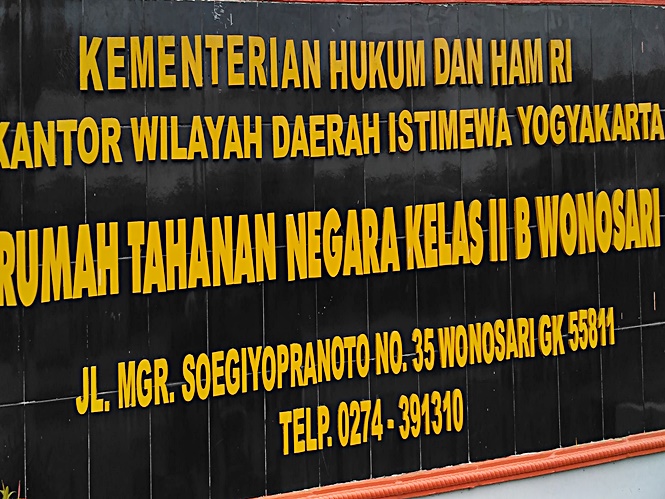 KEMENTERIAN HUKUM DAN HAM RI
KANTOR WILAYAH DAERAH ISTIMEWA YOGYAKARTA
RUMAH TAHANAN NEGARA KELAS II B WONOSARI
JL. MGR. SOEGIYOPRANOTO NO. 35 WONOSARI GK 55811
TELP. 0274 - 391310